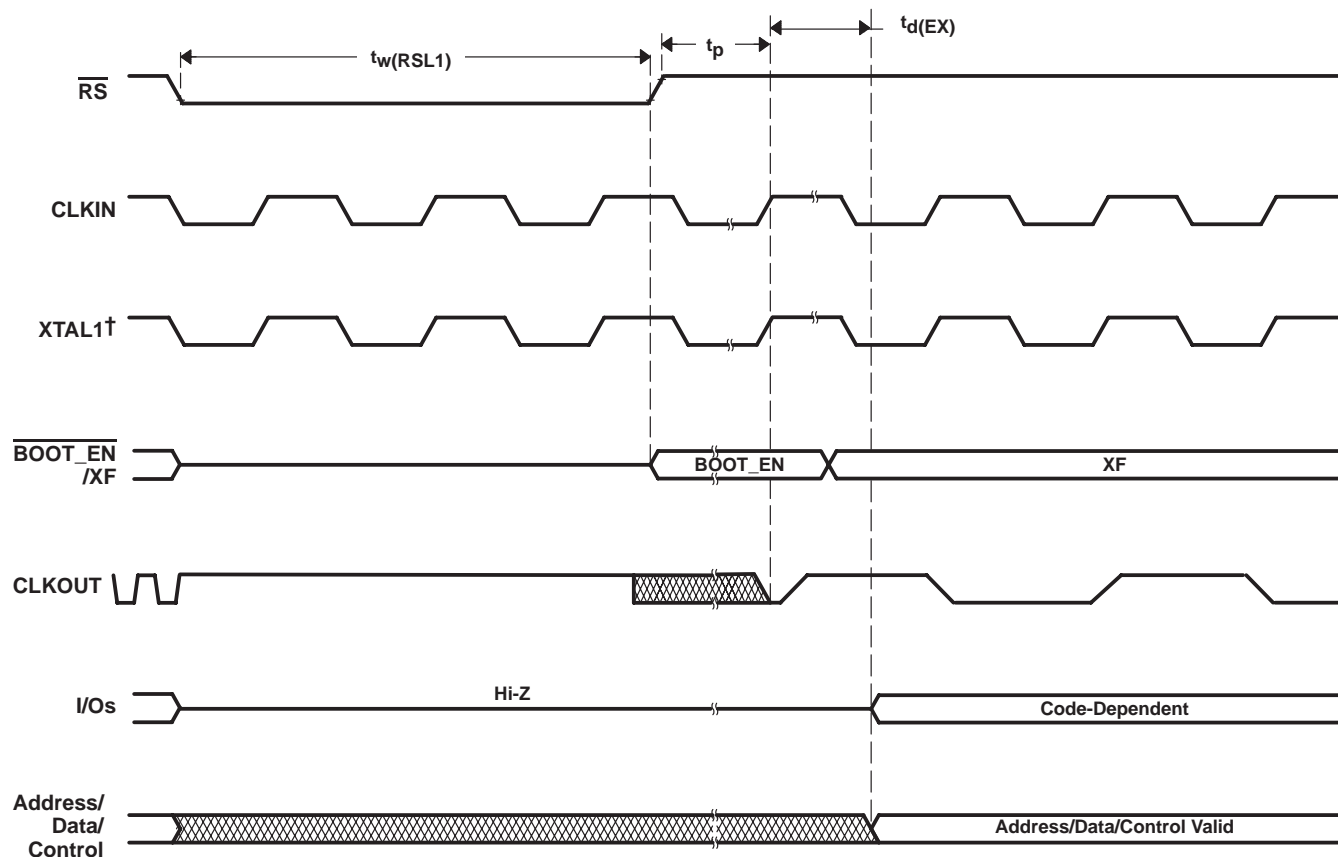 td(EX)
tw(RSL1)
tp
RS
CLKIN
XTAL1†
BOOT_EN
/XF
BOOT_EN
XF
CLKOUT
I/Os
Hi-Z
Code-Dependent
Address/
Data/
Control
Address/Data/Control Valid